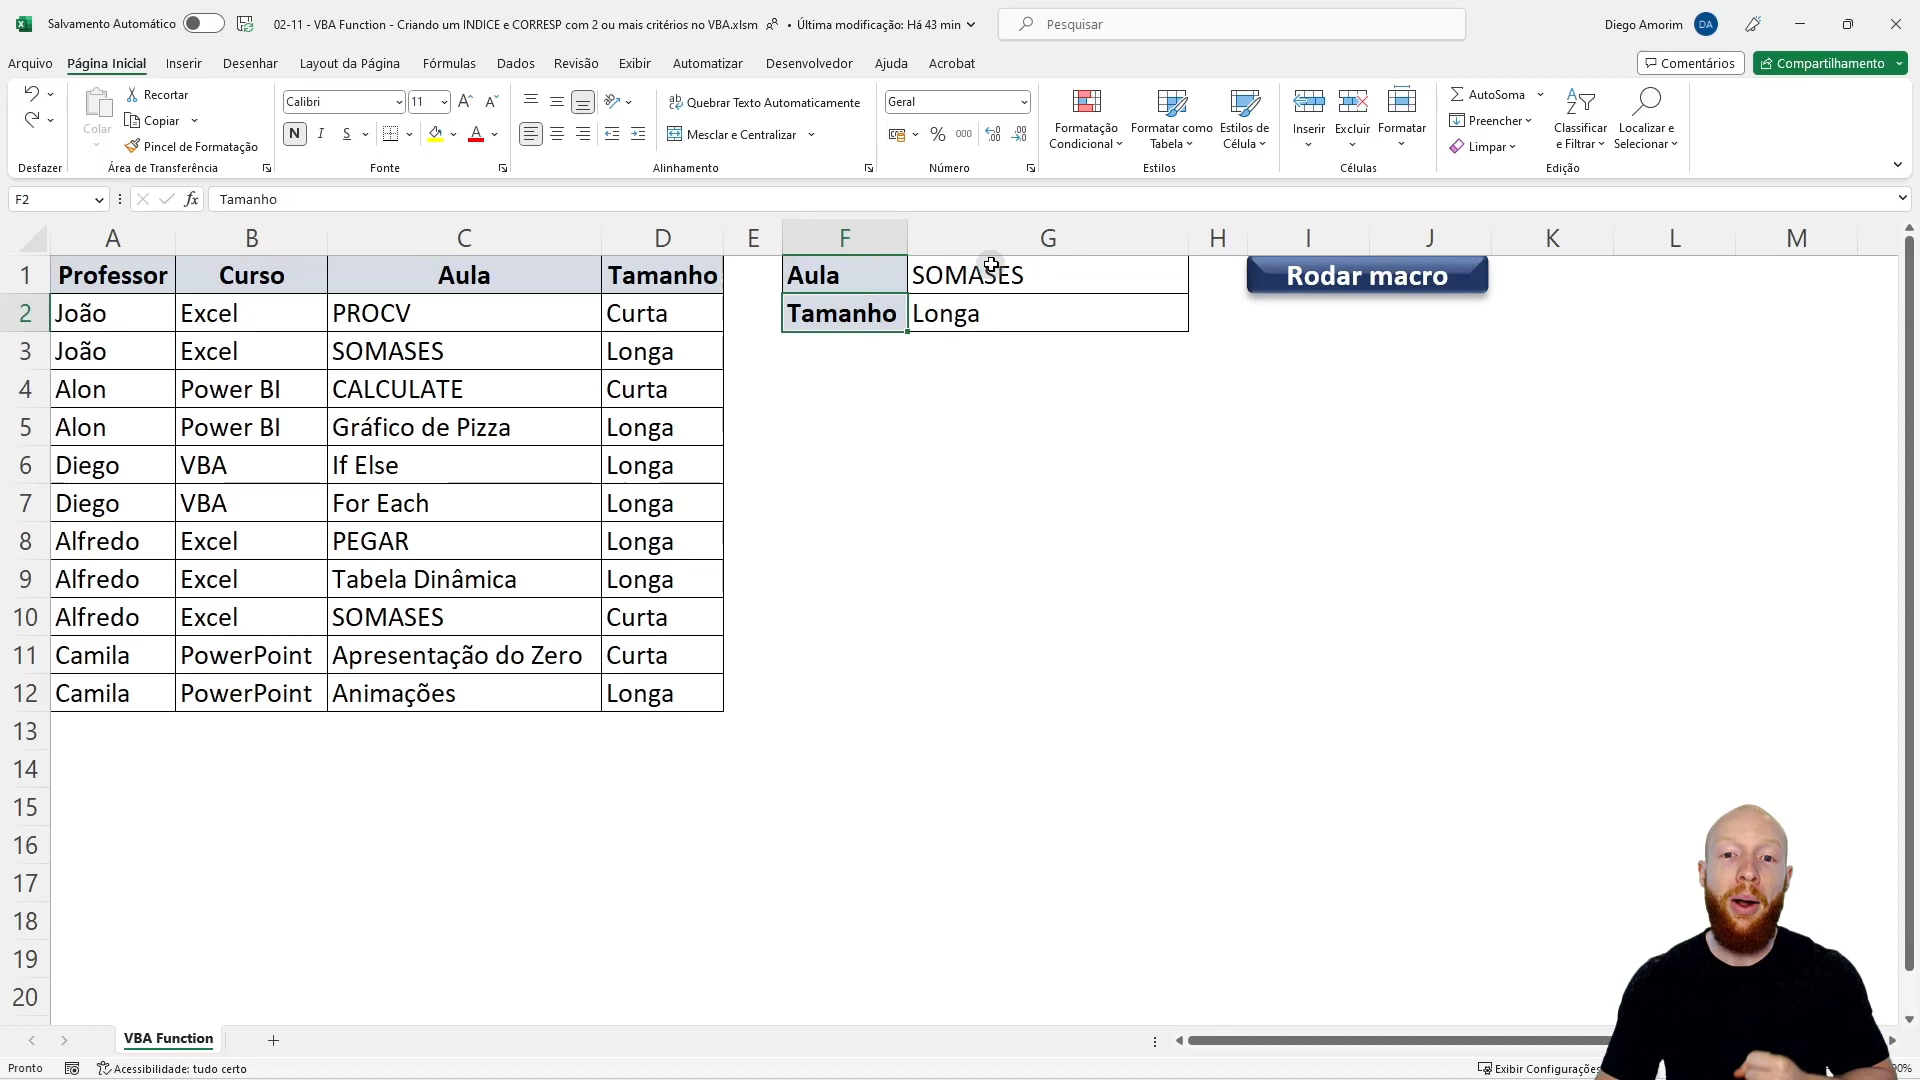 Salvamento Automático
02-11 - VBA Function - Criando um INDICE e CORRESP com 2 ou mais critérios no VBA.xlsm • Última modificação: Há 43 min
Pesquisar
Diego Amorim DA
Arquivo Página Inicial Inserir Desenhar Layout da Página Fórmulas Dados Revisão Exibir Automatizar Desenvolvedor Ajuda Acrobat Comentários Compartilhamento
Colar
Recortar
Copiar
Pincel de Formatação
Calibri 11
N I S
Quebrar Texto Automaticamente
Mesclar e Centralizar
Geral
% 000
Formatação Condicional
Formatar como Tabela
Estilos de Célula
Inserir Excluir Formatar
AutoSoma
Preencher
Limpar
Classificar e Filtrar
Localizar e Selecionar
Desfazer Área de Transferência Fonte Alinhamento Número Estilos Células Edição
F2 fx Tamanho
A B C D E F G H I J K L M
1 Professor Curso Aula Tamanho Aula SOMASES Rodar macro
2 João Excel PROCV Curta Tamanho Longa
3 João Excel SOMASES Longa
4 Alon Power BI CALCULATE Curta
5 Alon Power BI Gráfico de Pizza Longa
6 Diego VBA If Else Longa
7 Diego VBA For Each Longa
8 Alfredo Excel PEGAR Longa
9 Alfredo Excel Tabela Dinâmica Longa
10 Alfredo Excel SOMASES Curta
11 Camila PowerPoint Apresentação do Zero Curta
12 Camila PowerPoint Animações Longa
13
14
15
16
17
18
19
20
VBA Function
Pronto Acessibilidade: tudo certo Exibir Configurações